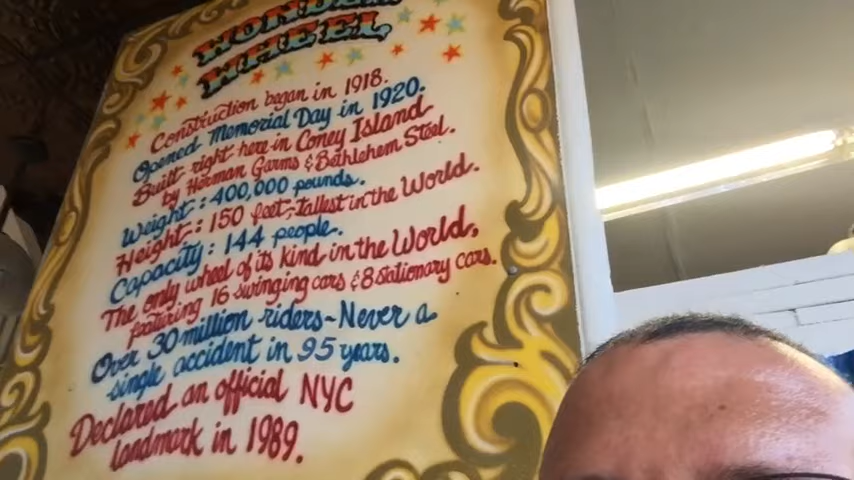 WONDER
WHEEL
Construction began in 1918.
Opened Memorial Day in 1920.
Built right here in Coney Island
by Herman Garms & Bethlehem Steel.
Weight: 400,000 pounds.
Height: 150 feet-tallest in the World.
Capacity: 144 people.
The only wheel of its kind in the World,
featuring 16 swinging cars & 8 stationary cars.
Over 30 million riders~Never a
single accident in 95 years.
Declared an official NYC
landmark in 1989.